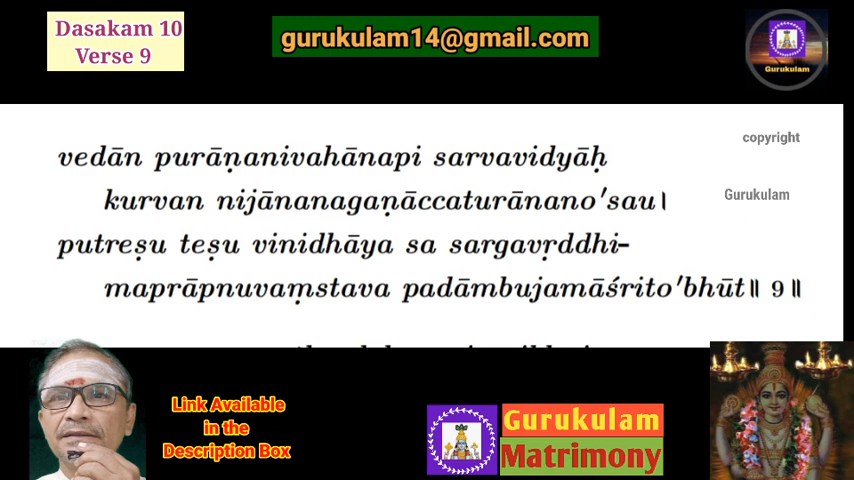 Dasakam 10
Verse 9
gurukulam14@gmail.com
Gurukulam
vedān purāṇanivahānapi sarvavidyāḥ
kurvan nijānanagaṇāccaturānano'sau।
putreṣu teṣu vinidhāya sa sargavṛddhi-
maprāpnuvaṃstava padāmbujamāśrito'bhūt॥ 9॥
copyright
Gurukulam
Link Available
in the
Description Box
Gurukulam
Matrimony